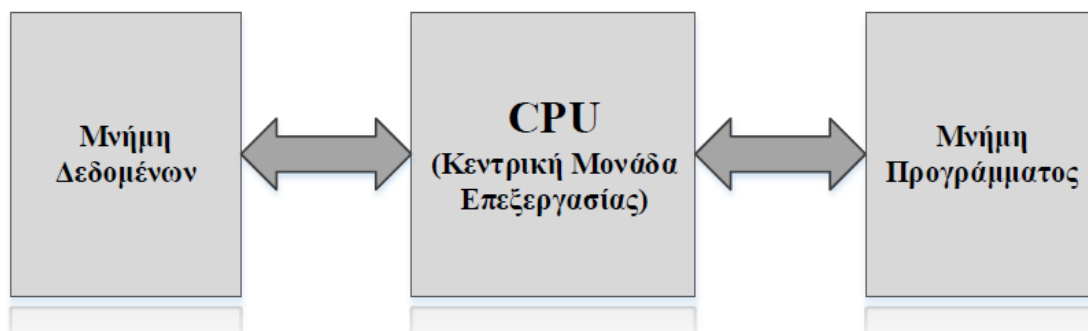 Μνήμη
Δεδομένων
CPU
(Κεντρική Μονάδα
Επεξεργασίας)
Μνήμη
Προγράμματος